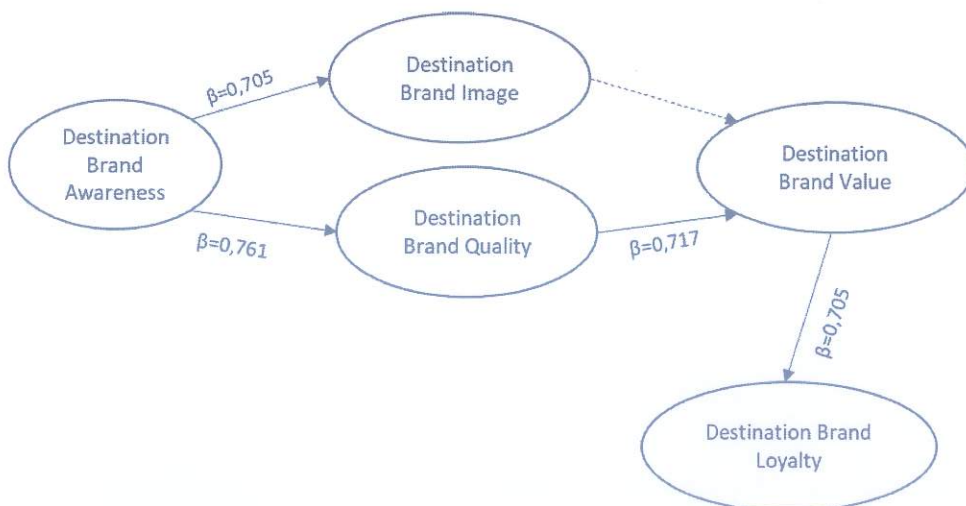 Destination
Brand Image
β=0,705
Destination
Brand
Awareness
Destination
Brand Value
Destination
Brand Quality
β=0,761
β=0,717
β=0,705
Destination Brand
Loyalty